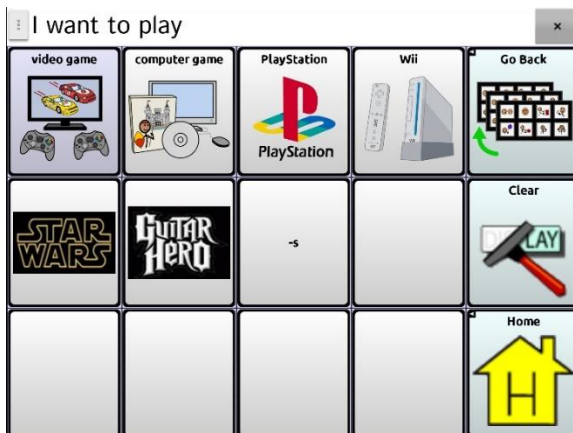 I want to play
×
video game
computer game
PlayStation
Wii
Go Back
PlayStation
Wii
STAR
WARS
GUITAR
HERO
-s
Clear
DISPLAY
Home
H